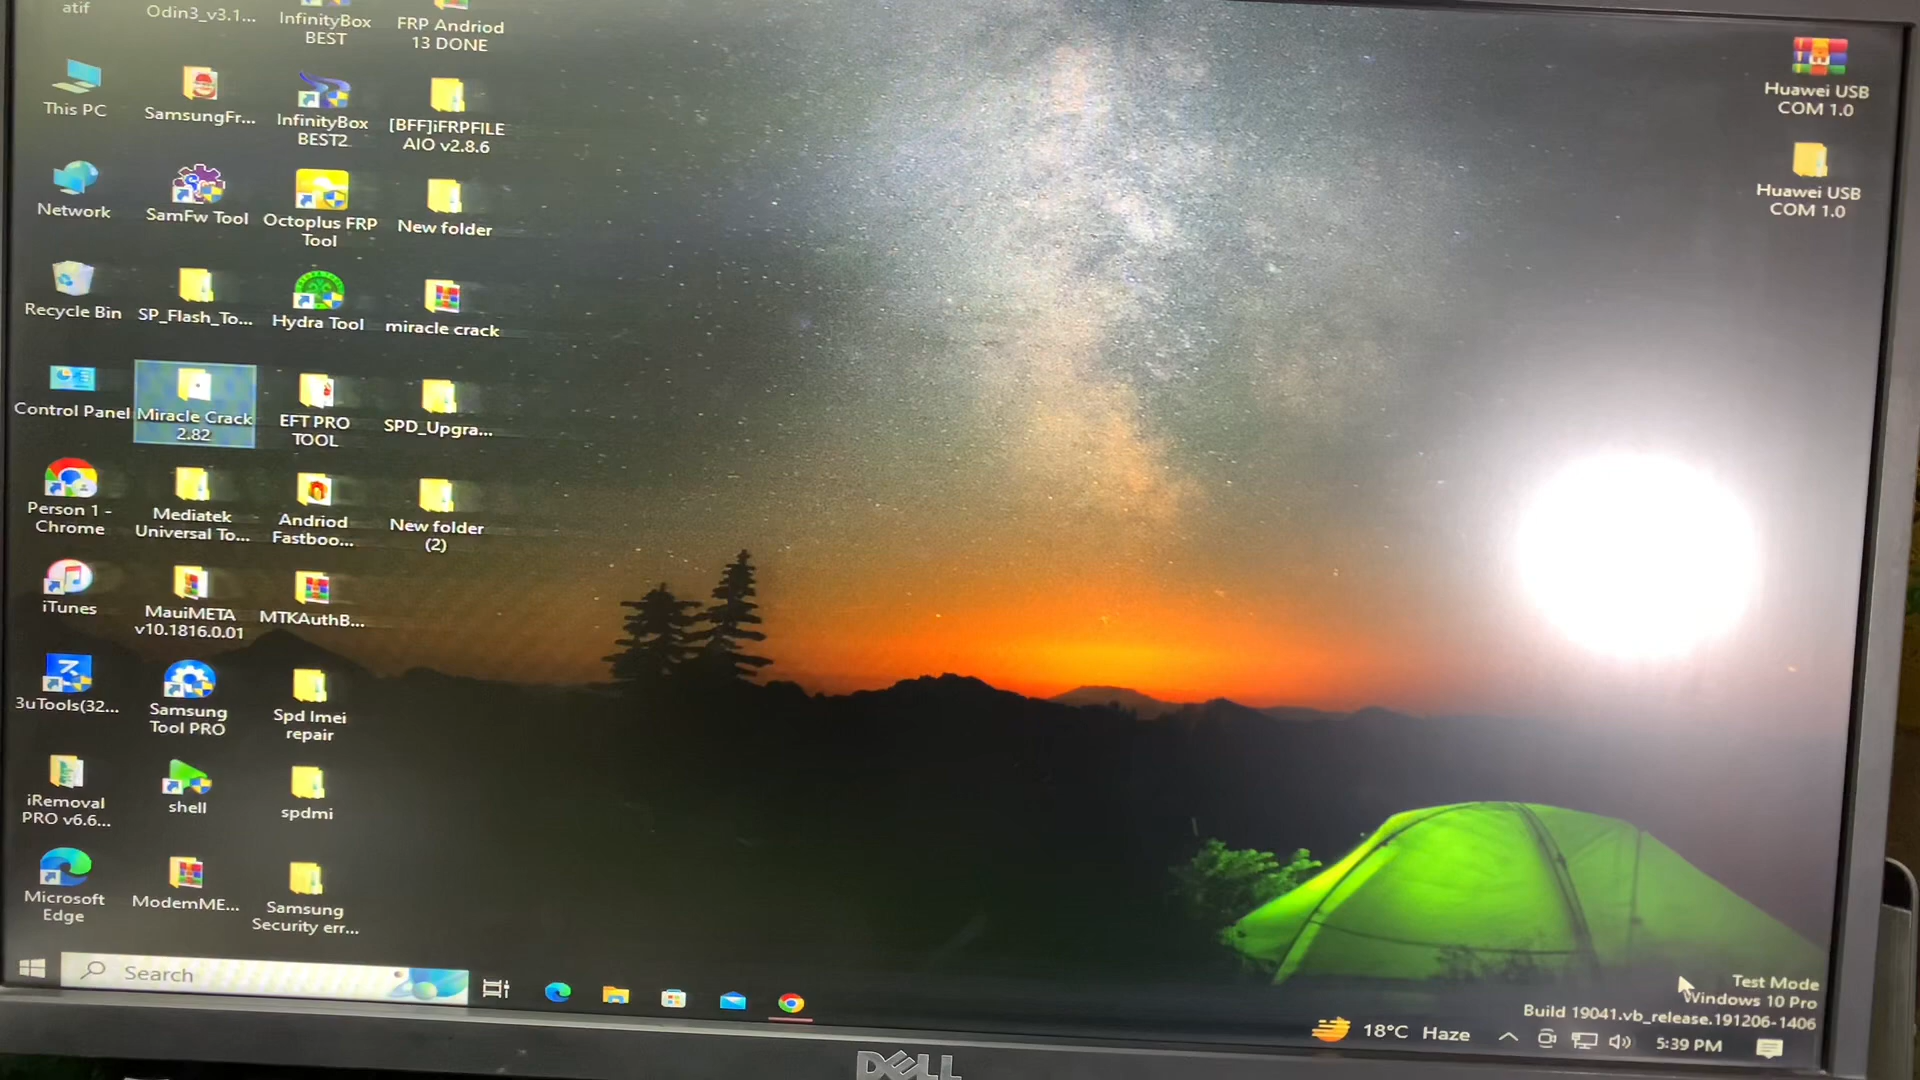 atif
Odin3_v3.1...
InfinityBox
BEST
FRP Andriod
13 DONE
This PC
SamsungFr...
InfinityBox
BEST2
[BFF]iFRPFILE
AIO v2.8.6
Network
SamFw Tool
Octoplus FRP
Tool
New folder
Recycle Bin
SP_Flash_To...
Hydra Tool
miracle crack
Control Panel
Miracle Crack
2.82
EFT PRO
TOOL
SPD_Upgra...
Person 1 -
Chrome
Mediatek
Universal To...
Andriod
Fastboo...
New folder
(2)
iTunes
MauiMETA
v10.1816.0.01
MTKAuthB...
3uTools(32...
Samsung
Tool PRO
Spd Imei
repair
iRemoval
PRO v6.6...
shell
spdmi
Microsoft
Edge
ModemME...
Samsung
Security err...
Huawei USB
COM 1.0
Huawei USB
COM 1.0
Test Mode
Windows 10 Pro
Build 19041.vb_release.191206-1406
Search
18°C Haze
5:39 PM
DELL